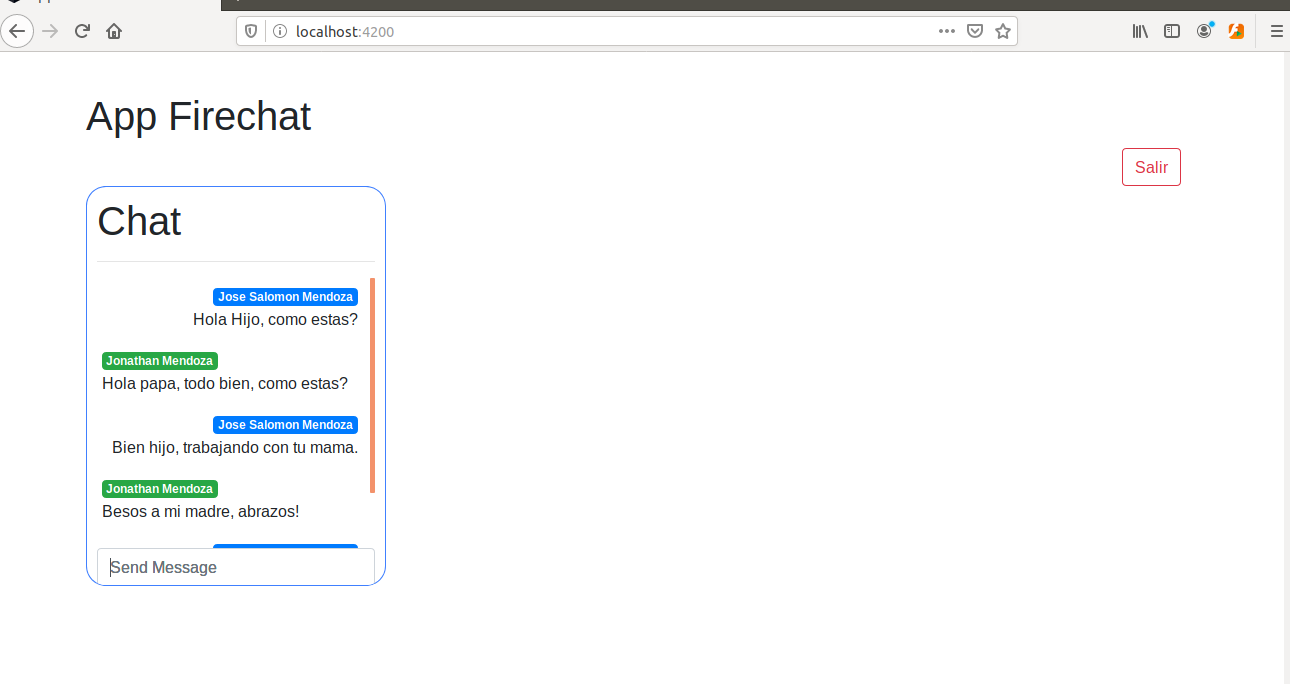 localhost:4200
App Firechat
Salir
Chat
Jose Salomon Mendoza
Hola Hijo, como estas?
Jonathan Mendoza
Hola papa, todo bien, como estas?
Jose Salomon Mendoza
Bien hijo, trabajando con tu mama.
Jonathan Mendoza
Besos a mi madre, abrazos!
Send Message